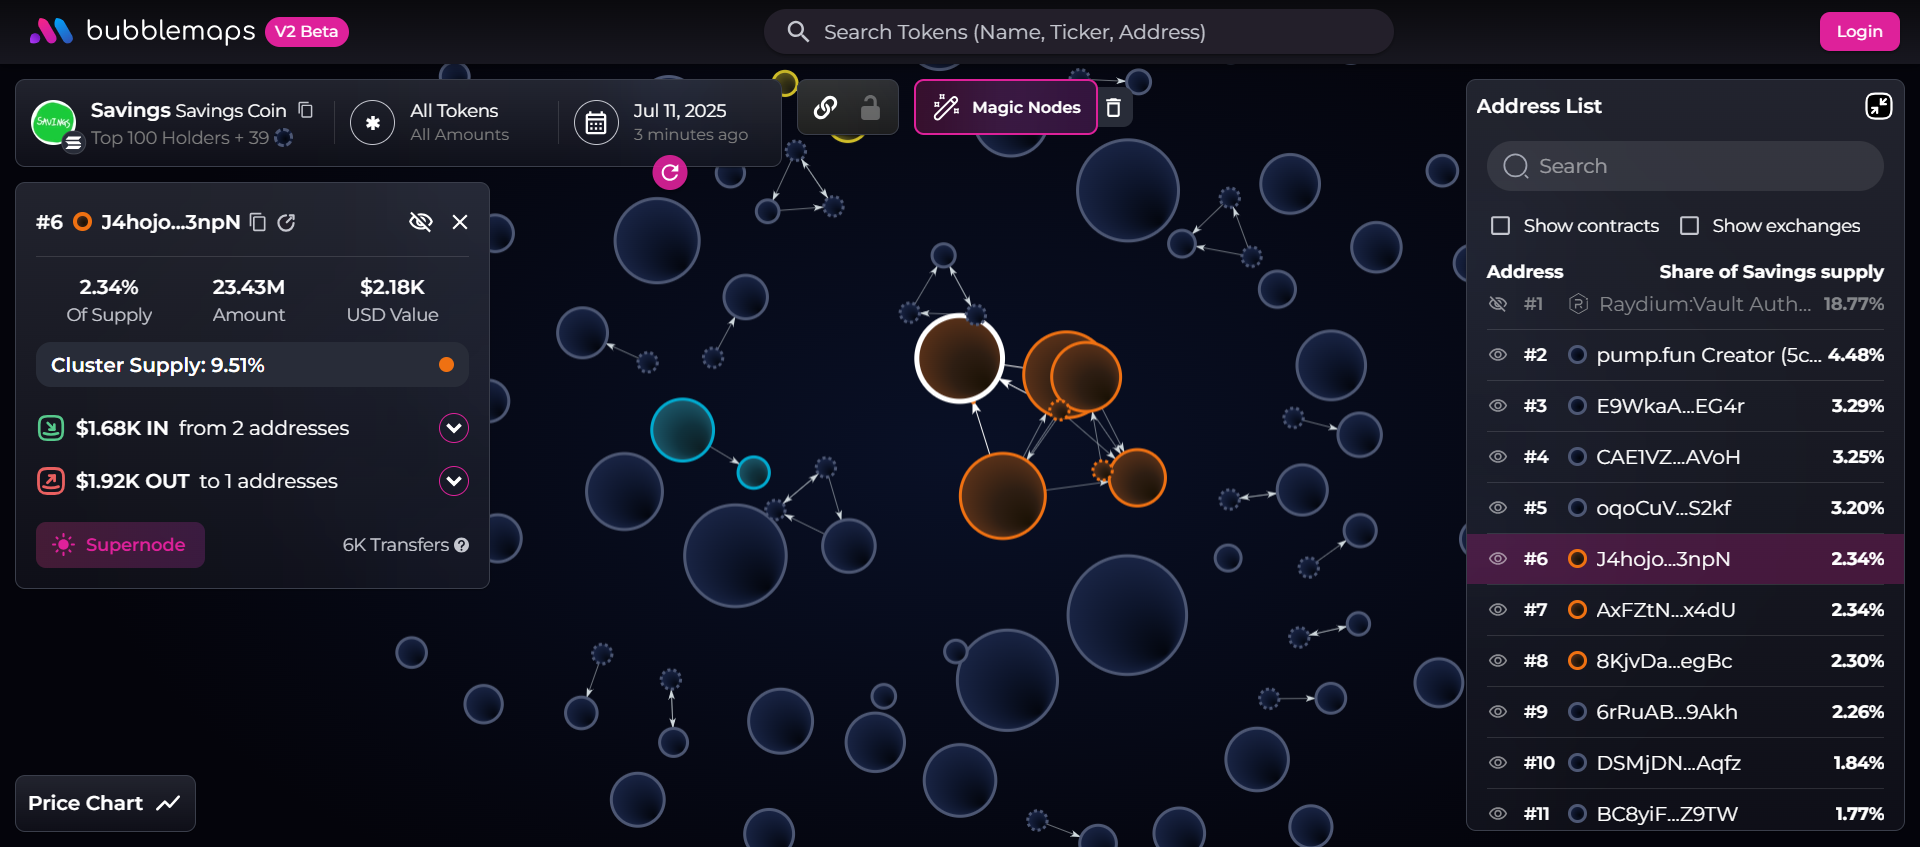 bubblemaps V2 Beta
Search Tokens (Name, Ticker, Address)
Login
SAVINGS
Savings Savings Coin
Top 100 Holders + 39
All Tokens
All Amounts
Jul 11, 2025
3 minutes ago
Magic Nodes
#6 J4hojo...3npN
2.34% 23.43M $2.18K
Of Supply Amount USD Value
Cluster Supply: 9.51%
$1.68K IN from 2 addresses
$1.92K OUT to 1 addresses
Supernode 6K Transfers ?
Price Chart
Address List
Search
Show contracts Show exchanges
Address Share of Savings supply
#1 Raydium:Vault Auth... 18.77%
#2 pump.fun Creator (5c... 4.48%
#3 E9WkaA...EG4r 3.29%
#4 CAE1VZ...AVoH 3.25%
#5 oqoCuV...S2kf 3.20%
#6 J4hojo...3npN 2.34%
#7 AxFZtN...x4dU 2.34%
#8 8KjvDa...egBc 2.30%
#9 6rRuAB...9Akh 2.26%
#10 DSMjDN...Aqfz 1.84%
#11 BC8yiF...Z9TW 1.77%